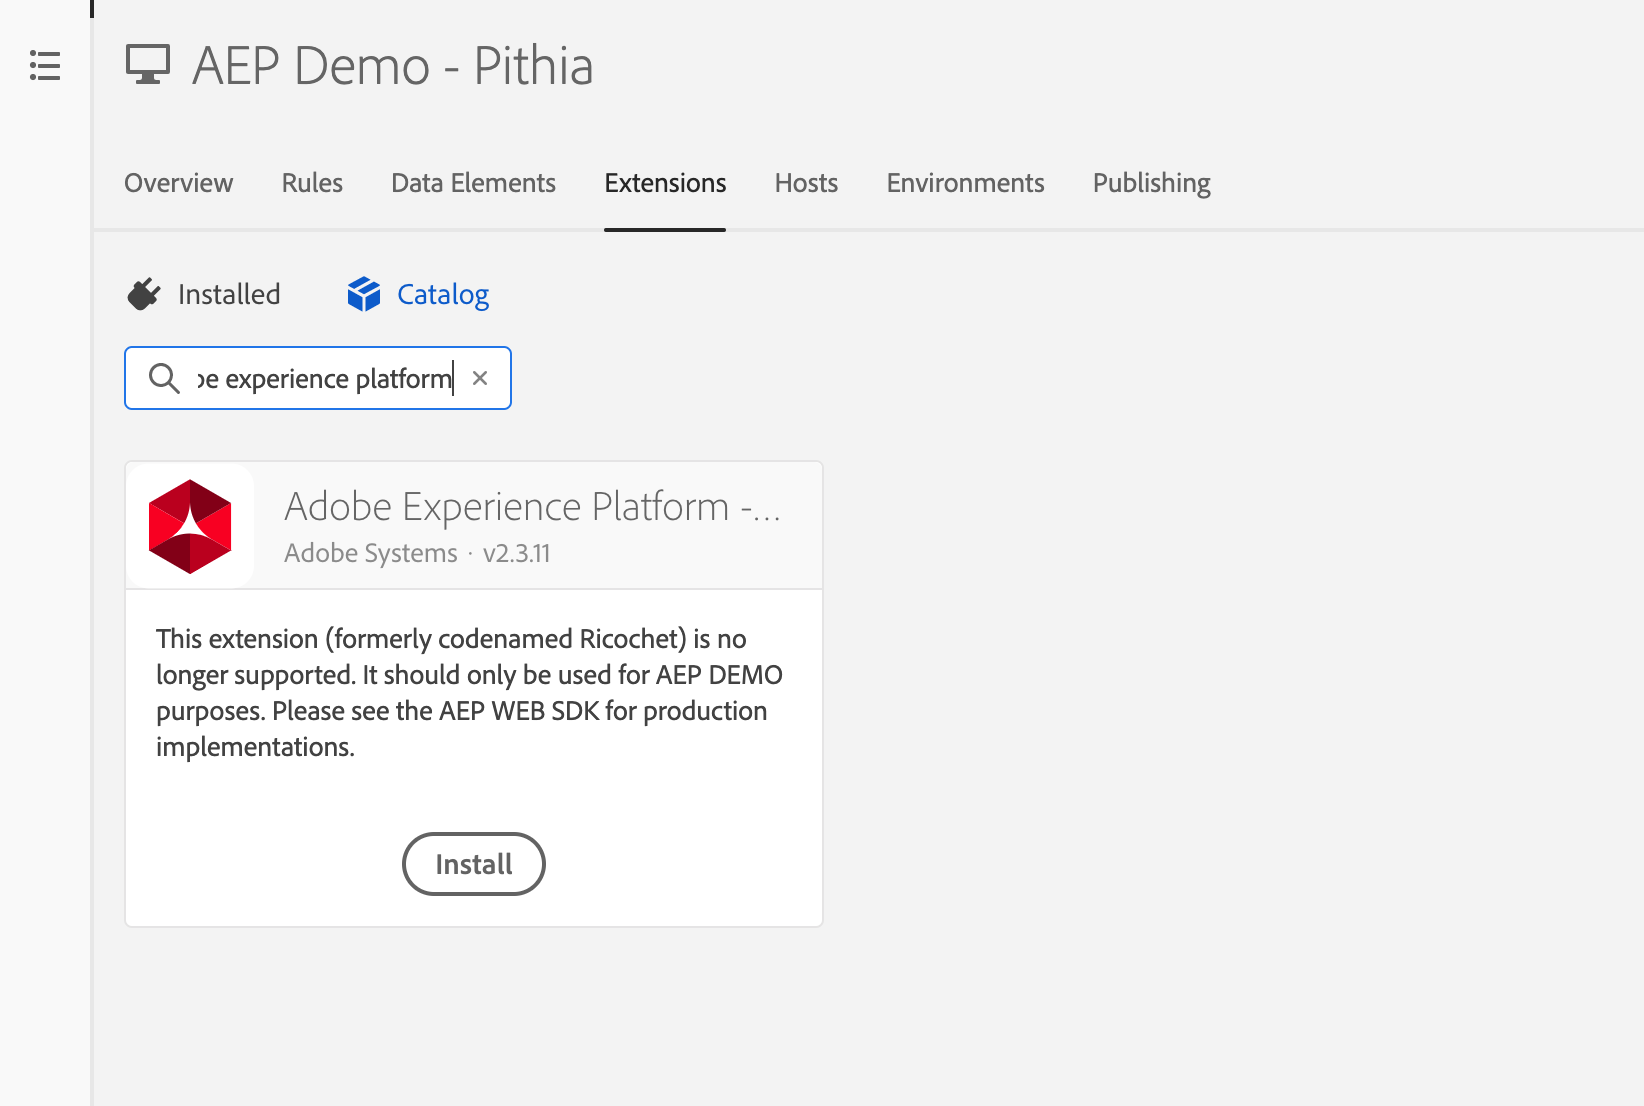 AEP Demo - Pithia
Overview Rules Data Elements Extensions Hosts Environments Publishing
Installed Catalog
be experience platform
Adobe Experience Platform -...
Adobe Systems · v2.3.11
This extension (formerly codenamed Ricochet) is no
longer supported. It should only be used for AEP DEMO
purposes. Please see the AEP WEB SDK for production
implementations.
Install